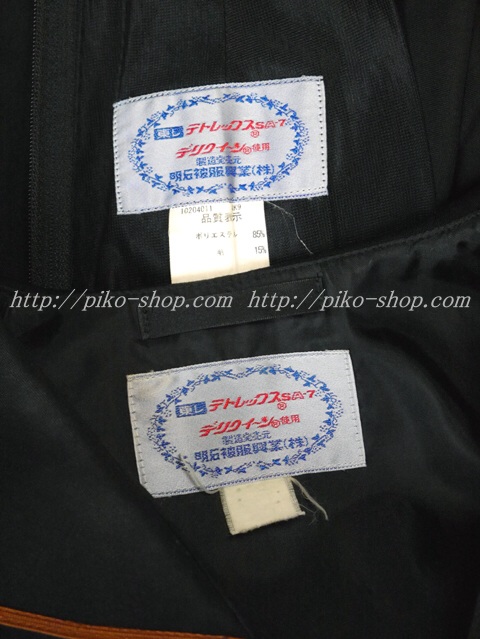 東レ テトレックスSA-7®
デリクイーン®使用
製造発売元
明石被服興業(株)
10204011
品質表示
ポリエステル 85%
毛 15%
http://piko-shop.com http://piko-shop.com
東レ テトレックスSA-7®
デリクイーン®使用
製造発売元
明石被服興業(株)